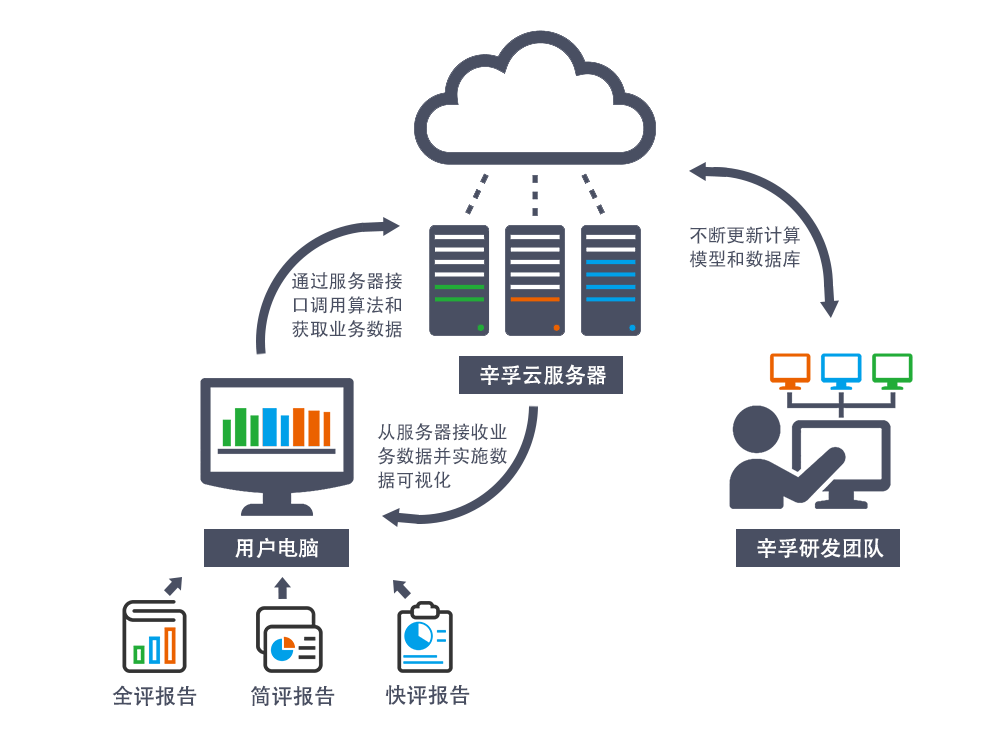 不断更新计算
模型和数据库
通过服务器接
口调用算法和
获取业务数据
辛孚云服务器
从服务器接收业
务数据并实施数
据可视化
用户电脑
辛孚研发团队
全评报告
简评报告
快评报告